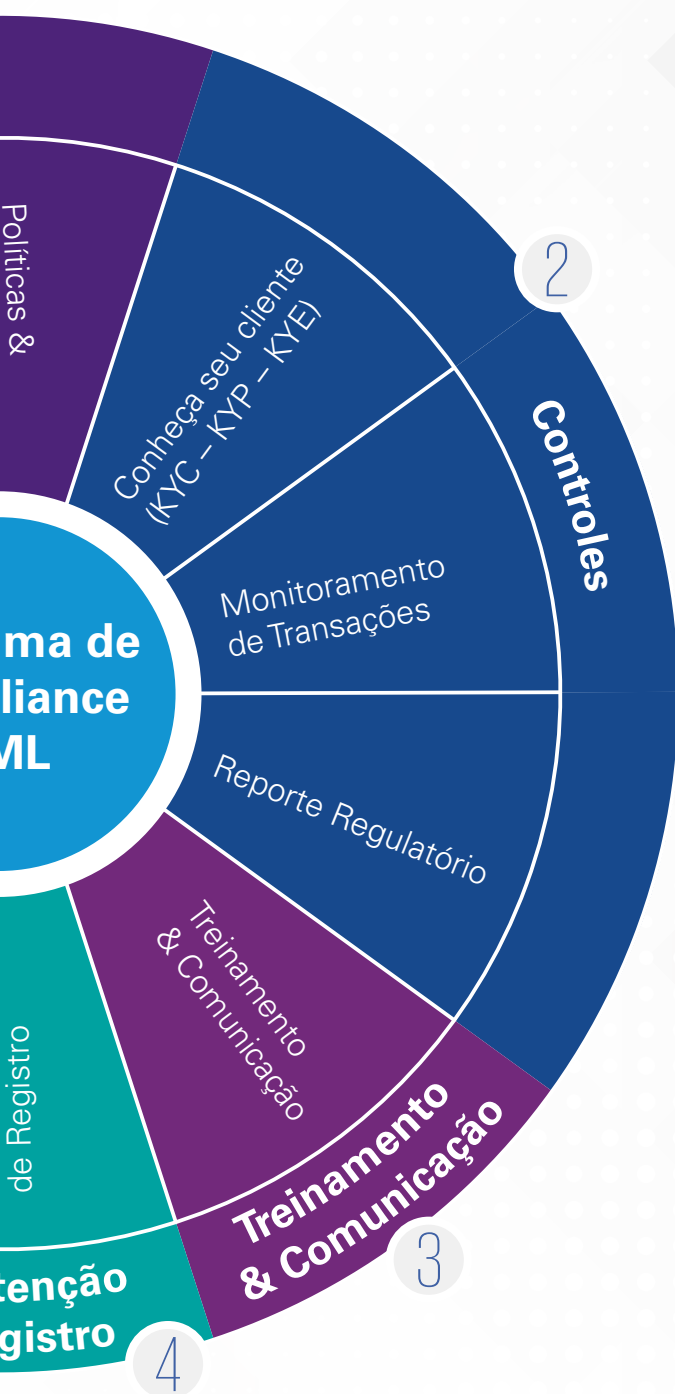 Políticas &
Conheça seu cliente
(KYC – KYP – KYE)
2
Controles
Monitoramento
de Transações
ma de
liance
ML
Reporte Regulatório
Treinamento
& Comunicação
Treinamento
& Comunicação
3
de Registro
tenção
gistro
4